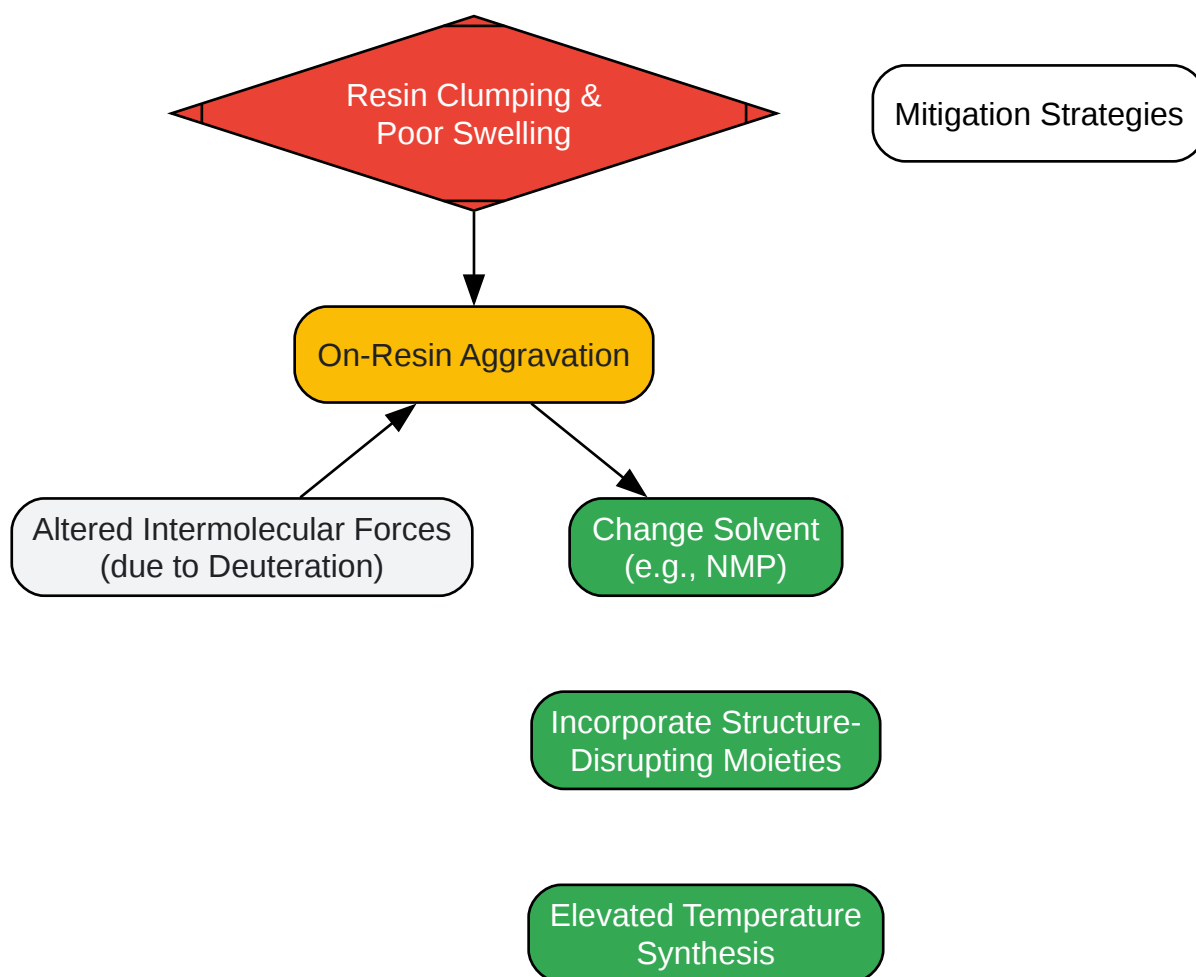 Resin Clumping &
Poor Swelling
Mitigation Strategies
On-Resin Aggravation
Altered Intermolecular Forces
(due to Deuteration)
Change Solvent
(e.g., NMP)
Incorporate Structure-
Disrupting Moieties
Elevated Temperature
Synthesis